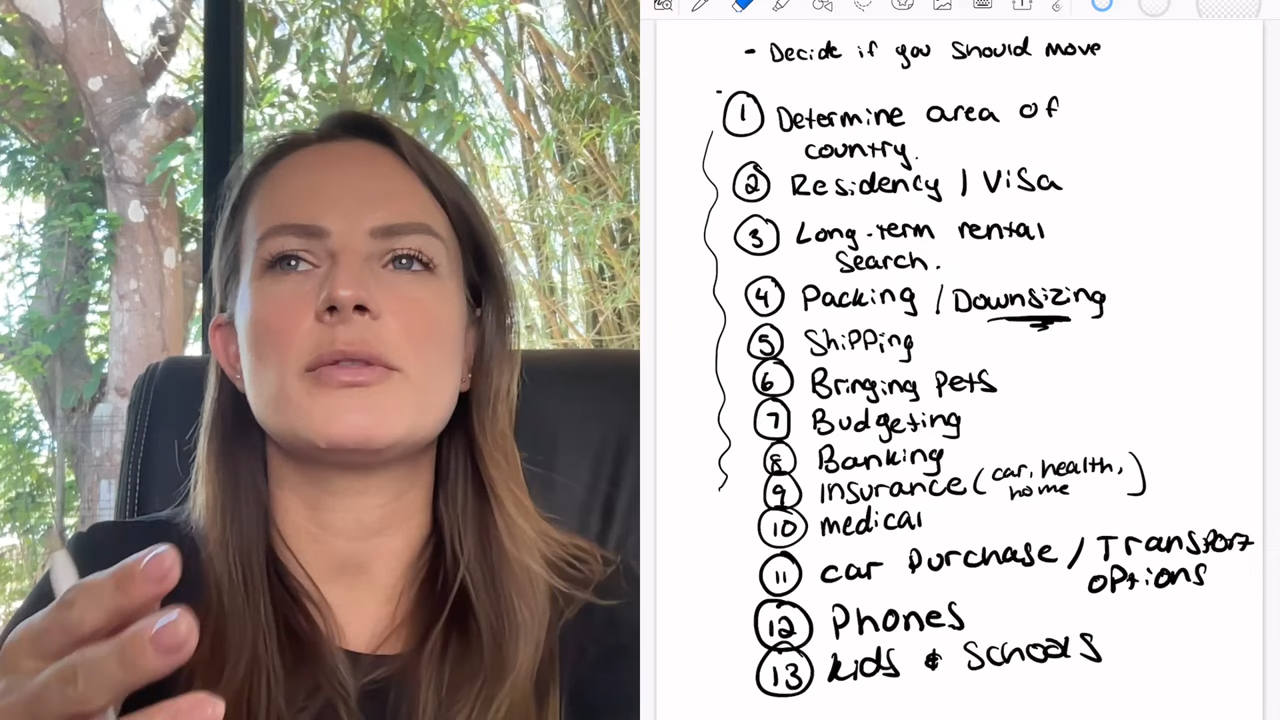 - Decide if you should move
1 Determine area of
country.
2 Residency / Visa
3 Long-term rental
search.
4 Packing / Downsizing
5 Shipping
6 Bringing pets
7 Budgeting
8 Banking
9 Insurance (car, health,
home)
10 medical
11 car purchase / Transport
options
12 Phones
13 kids & schools